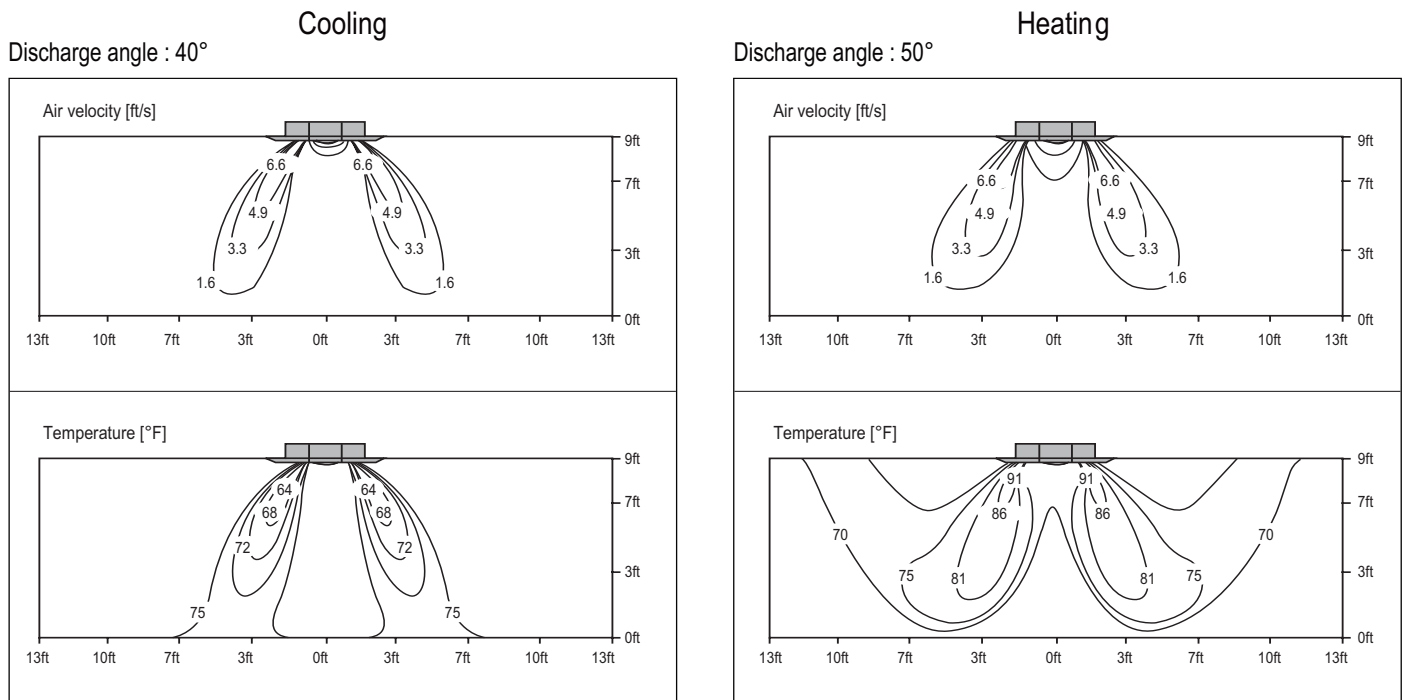 Cooling
Discharge angle : 40°
Air velocity [ft/s]
9ft
6.6 6.6
7ft
4.9 4.9
3.3 3.3
3ft
1.6 1.6
0ft
13ft 10ft 7ft 3ft 0ft 3ft 7ft 10ft 13ft
Temperature [°F]
9ft
64 64
7ft
68 68
72 72
3ft
75 75
0ft
13ft 10ft 7ft 3ft 0ft 3ft 7ft 10ft 13ft
Heating
Discharge angle : 50°
Air velocity [ft/s]
9ft
6.6 6.6
7ft
4.9 4.9
3.3 3.3
3ft
1.6 1.6
0ft
13ft 10ft 7ft 3ft 0ft 3ft 7ft 10ft 13ft
Temperature [°F]
9ft
91 91
7ft
86 86
70 70
75 81 81 75
3ft
0ft
13ft 10ft 7ft 3ft 0ft 3ft 7ft 10ft 13ft